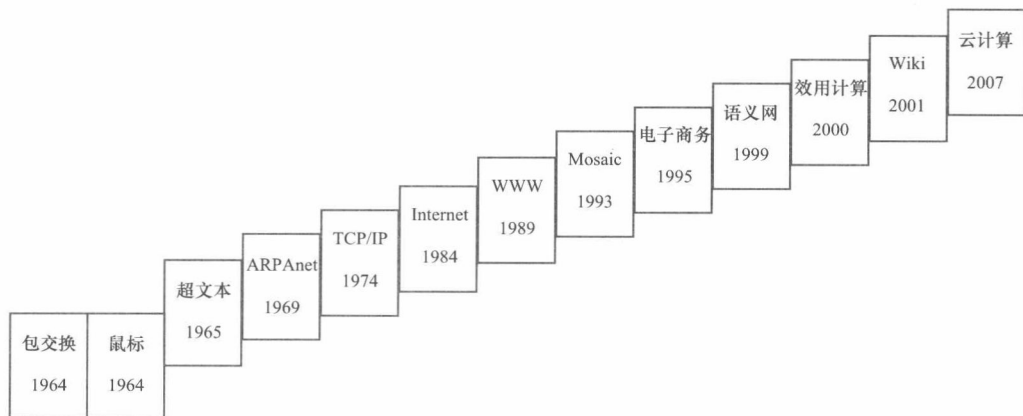 包交换
1964
鼠标
1964
超文本
1965
ARPAnet
1969
TCP/IP
1974
Internet
1984
WWW
1989
Mosaic
1993
电子商务
1995
语义网
1999
效用计算
2000
Wiki
2001
云计算
2007